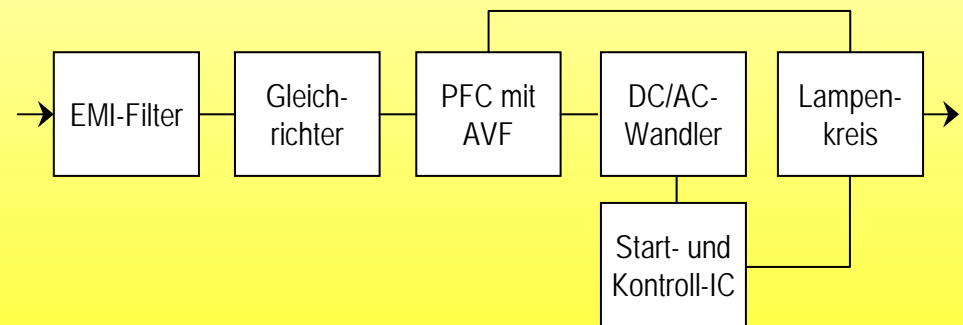 EMI-Filter
Gleich-
richter
PFC mit
AVF
DC/AC-
Wandler
Lampen-
kreis
Start- und
Kontroll-IC